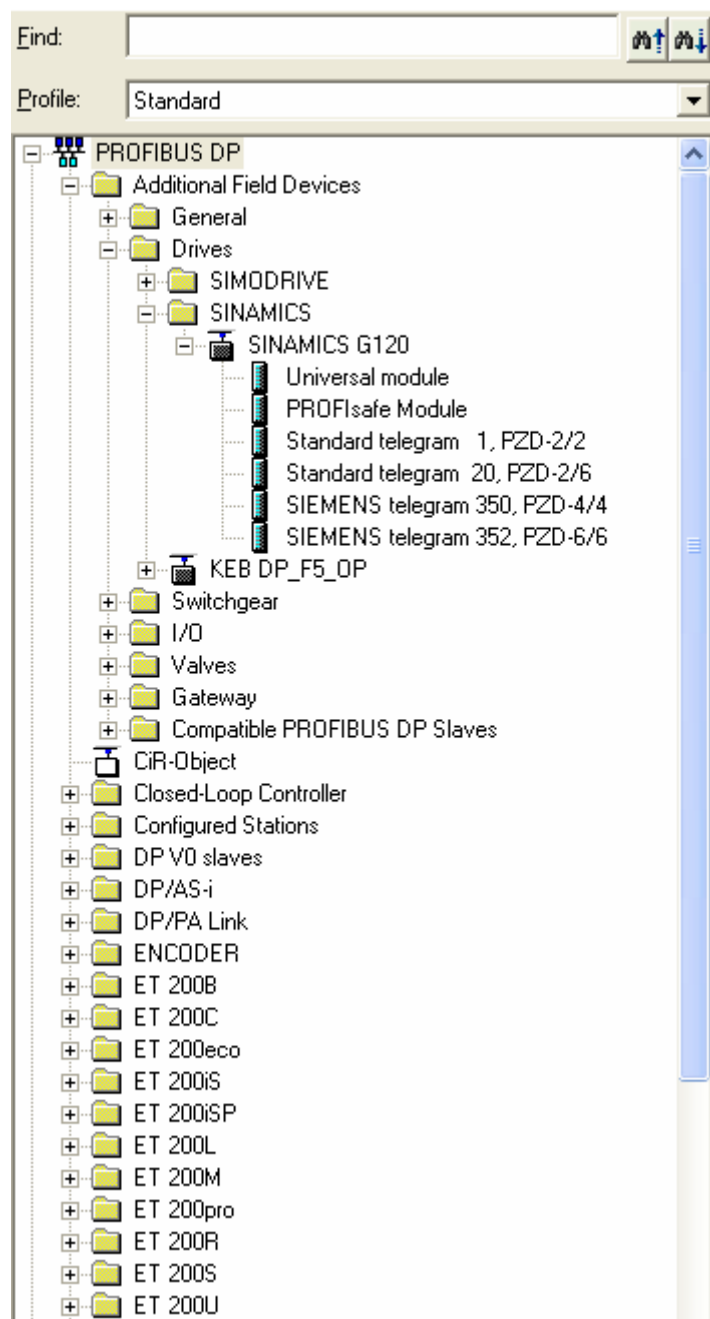 Find:
Profile: Standard
PROFIBUS DP
Additional Field Devices
General
Drives
SIMODRIVE
SINAMICS
SINAMICS G120
Universal module
PROFIsafe Module
Standard telegram 1, PZD-2/2
Standard telegram 20, PZD-2/6
SIEMENS telegram 350, PZD-4/4
SIEMENS telegram 352, PZD-6/6
KEB DP_F5_OP
Switchgear
I/O
Valves
Gateway
Compatible PROFIBUS DP Slaves
CiR-Object
Closed-Loop Controller
Configured Stations
DP V0 slaves
DP/AS-i
DP/PA Link
ENCODER
ET 200B
ET 200C
ET 200eco
ET 200iS
ET 200iSP
ET 200L
ET 200M
ET 200pro
ET 200R
ET 200S
ET 200U